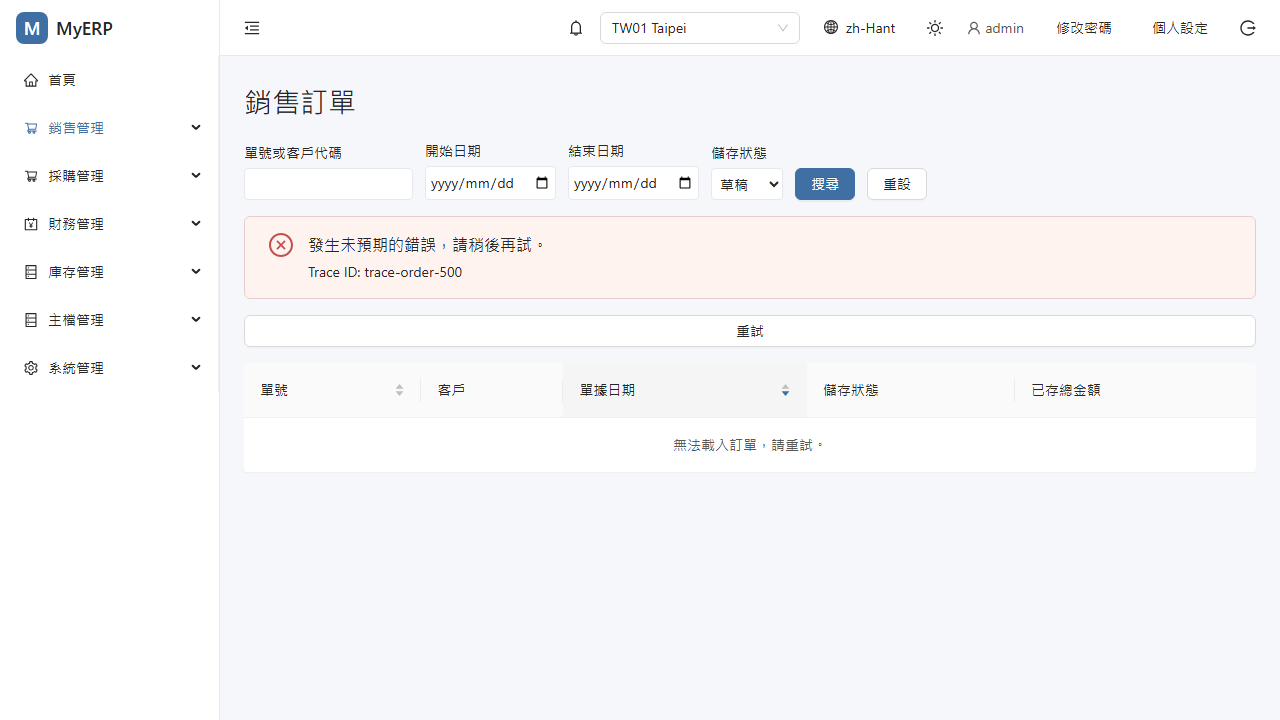 M MyERP
TW01 Taipei
zh-Hant
admin
修改密碼
個人設定
首頁
銷售管理
採購管理
財務管理
庫存管理
主檔管理
系統管理
銷售訂單
單號或客戶代碼
開始日期
結束日期
儲存狀態
yyyy/mm/dd
yyyy/mm/dd
草稿
搜尋
重設
發生未預期的錯誤，請稍後再試。
Trace ID: trace-order-500
重試
單號
客戶
單據日期
儲存狀態
已存總金額
無法載入訂單，請重試。